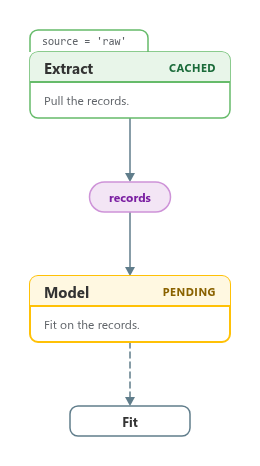 source = 'raw'
Extract CACHED
Pull the records.
records
Model PENDING
Fit on the records.
Fit